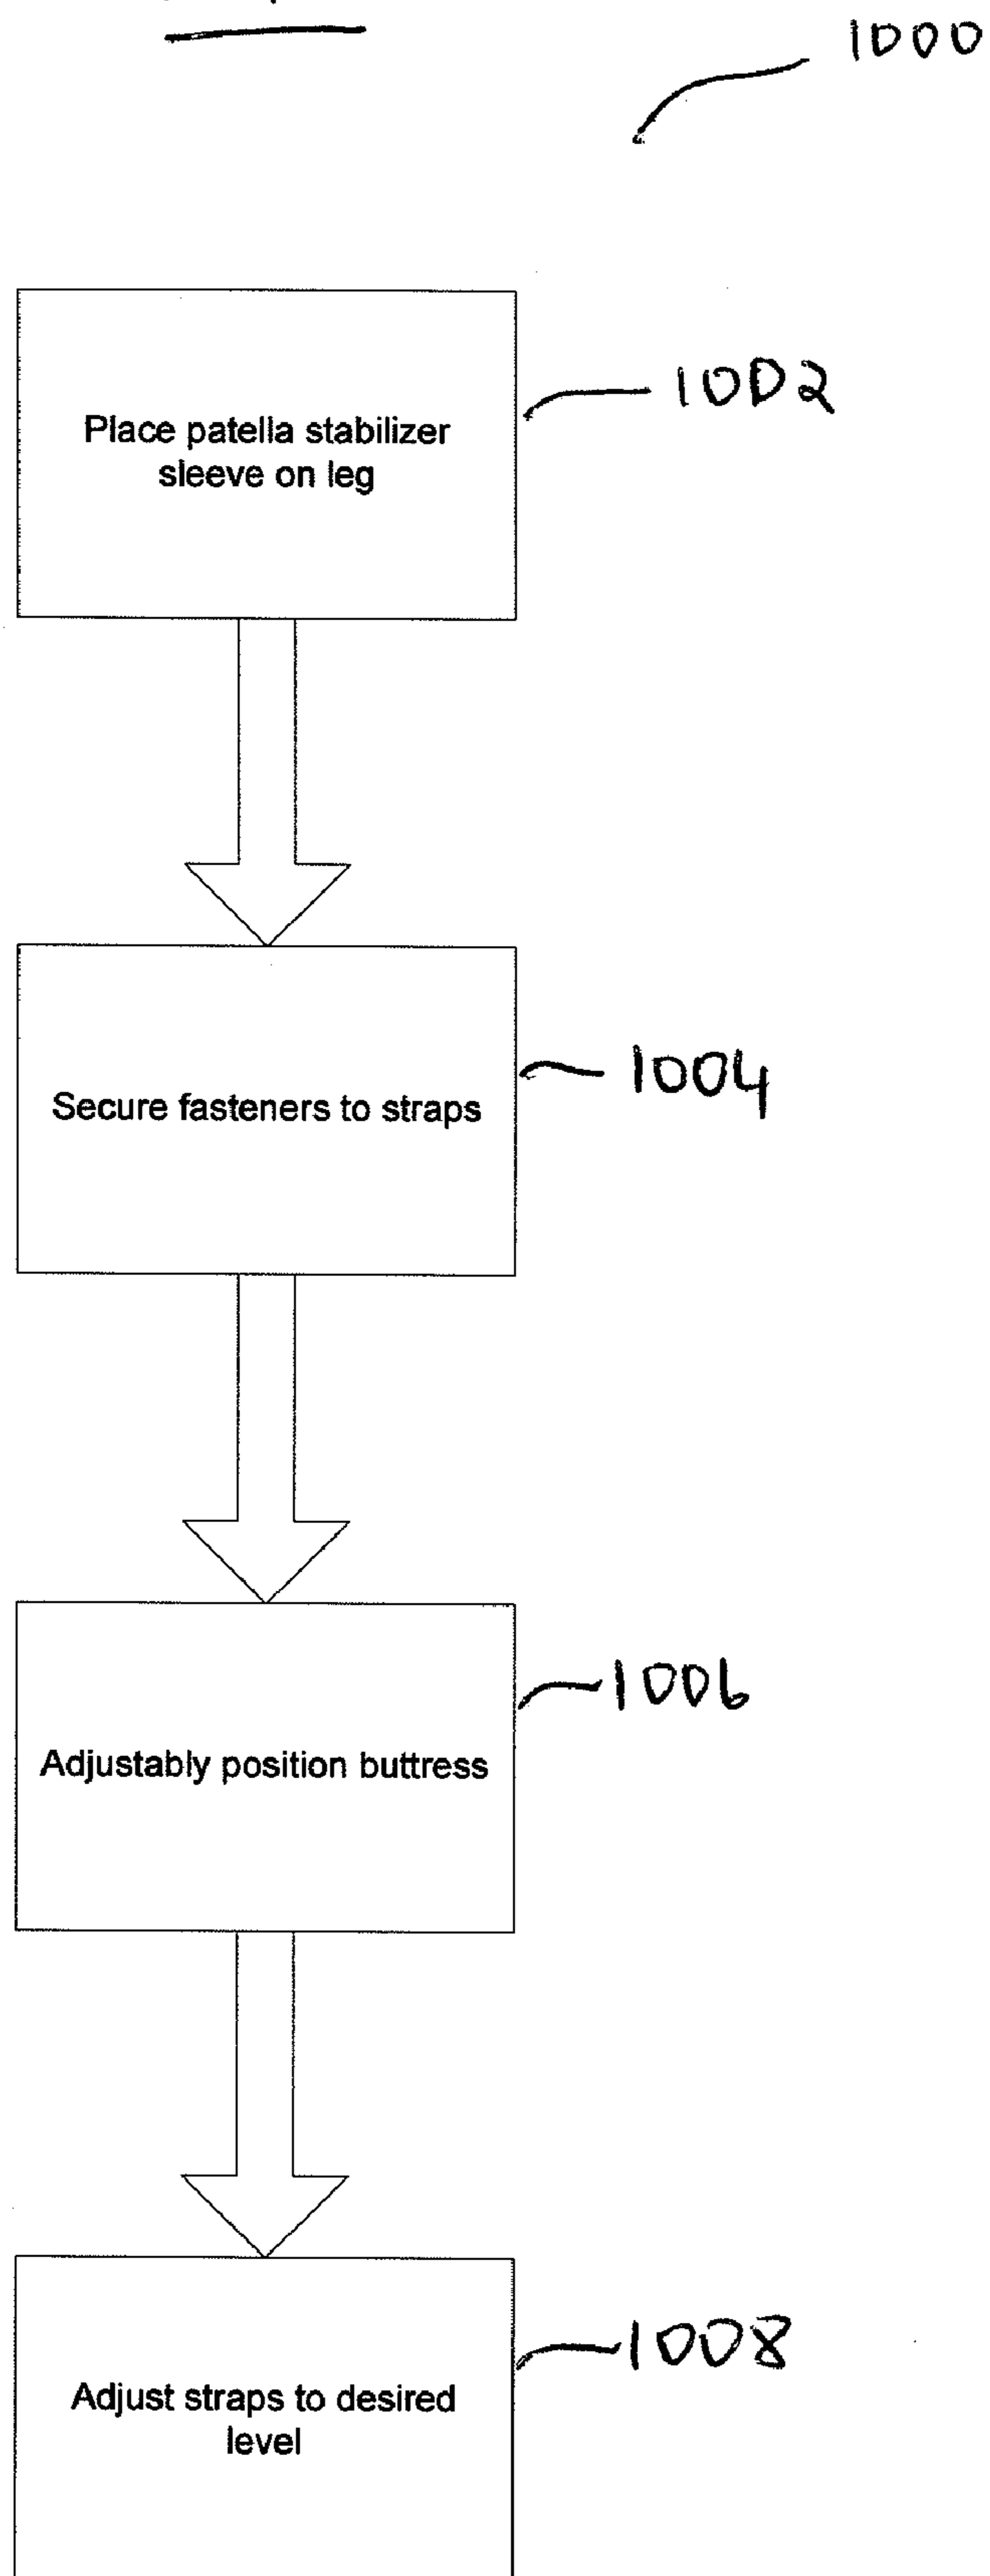 1000
Place patella stabilizer
sleeve on leg
1002
Secure fasteners to straps
1004
Adjustably position buttress
1006
Adjust straps to desired
level
1008